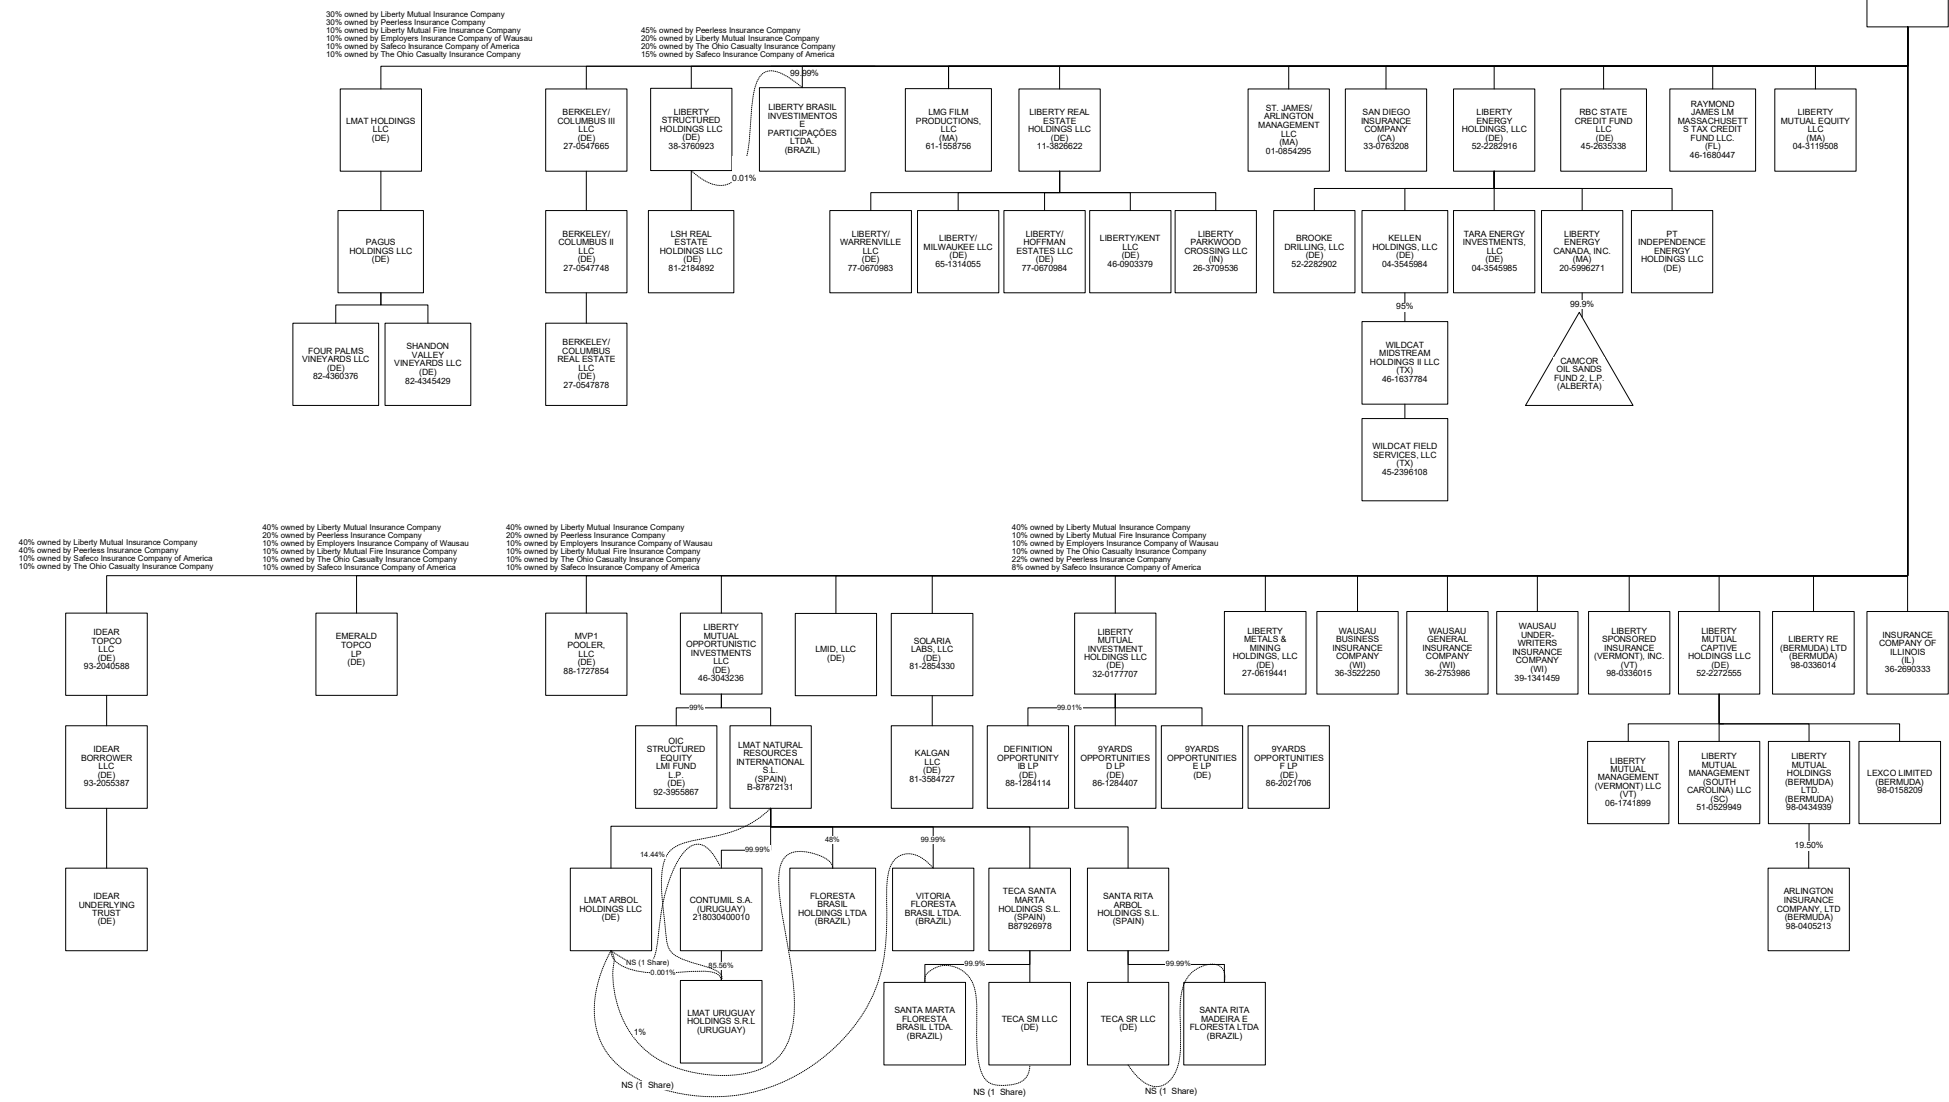 30% owned by Liberty Mutual Insurance Company
30% owned by Peerless Insurance Company
10% owned by Liberty Mutual Fire Insurance Company
10% owned by Employers Insurance Company of Wausau
10% owned by Safeco Insurance Company of America
10% owned by The Ohio Casualty Insurance Company
45% owned by Peerless Insurance Company
20% owned by Liberty Mutual Insurance Company
20% owned by The Ohio Casualty Insurance Company
15% owned by Safeco Insurance Company of America
99.99%
LMAT HOLDINGS
LLC
(DE)
BERKELEY/
COLUMBUS III
LLC
(DE)
27-0547665
LIBERTY
STRUCTURED
HOLDINGS LLC
(DE)
38-3760923
LIBERTY BRASIL
INVESTIMENTOS
E
PARTICIPAÇÕES
LTDA.
(BRAZIL)
LMG FILM
PRODUCTIONS,
LLC
(MA)
61-1558756
LIBERTY REAL
ESTATE
HOLDINGS LLC
(DE)
11-3826622
ST. JAMES/
ARLINGTON
MANAGEMENT
LLC
(MA)
01-0854295
SAN DIEGO
INSURANCE
COMPANY
(CA)
33-0763208
LIBERTY
ENERGY
HOLDINGS, LLC
(DE)
52-2282916
RBC STATE
CREDIT FUND
LLC
(DE)
45-2635338
RAYMOND
JAMES LM
MASSACHUSETT
S TAX CREDIT
FUND LLC.
(FL)
46-1680447
LIBERTY
MUTUAL EQUITY
LLC
(MA)
04-3119508
0.01%
PAGUS
HOLDINGS LLC
(DE)
BERKELEY/
COLUMBUS II
LLC
(DE)
27-0547748
LSH REAL
ESTATE
HOLDINGS LLC
(DE)
81-2184892
LIBERTY/
WARRENVILLE
LLC
(DE)
77-0670983
LIBERTY/
MILWAUKEE LLC
(DE)
65-1314055
LIBERTY/
HOFFMAN
ESTATES LLC
(DE)
77-0670984
LIBERTY/KENT
LLC
(DE)
46-0903379
LIBERTY
PARKWOOD
CROSSING LLC
(IN)
26-3709536
BROOKE
DRILLING, LLC
(DE)
52-2282902
KELLEN
HOLDINGS, LLC
(DE)
04-3545984
TARA ENERGY
INVESTMENTS,
LLC
(DE)
04-3545985
LIBERTY
ENERGY
CANADA, INC.
(MA)
20-5996271
PT
INDEPENDENCE
ENERGY
HOLDINGS LLC
(DE)
95%
99.9%
FOUR PALMS
VINEYARDS LLC
(DE)
82-4360376
SHANDON
VALLEY
VINEYARDS LLC
(DE)
82-4345429
BERKELEY/
COLUMBUS
REAL ESTATE
LLC
(DE)
27-0547878
WILDCAT
MIDSTREAM
HOLDINGS II LLC
(TX)
46-1637784
CAMCOR
OIL SANDS
FUND 2, L.P.
(ALBERTA)
WILDCAT FIELD
SERVICES, LLC
(TX)
45-2396108
40% owned by Liberty Mutual Insurance Company
40% owned by Peerless Insurance Company
10% owned by Safeco Insurance Company of America
10% owned by The Ohio Casualty Insurance Company
40% owned by Liberty Mutual Insurance Company
20% owned by Peerless Insurance Company
10% owned by Employers Insurance Company of Wausau
10% owned by Liberty Mutual Fire Insurance Company
10% owned by The Ohio Casualty Insurance Company
10% owned by Safeco Insurance Company of America
40% owned by Liberty Mutual Insurance Company
20% owned by Peerless Insurance Company
10% owned by Employers Insurance Company of Wausau
10% owned by Liberty Mutual Fire Insurance Company
10% owned by The Ohio Casualty Insurance Company
10% owned by Safeco Insurance Company of America
40% owned by Liberty Mutual Insurance Company
10% owned by Liberty Mutual Fire Insurance Company
10% owned by Employers Insurance Company of Wausau
10% owned by The Ohio Casualty Insurance Company
22% owned by Peerless Insurance Company
8% owned by Safeco Insurance Company of America
IDEAR
TOPCO
LLC
(DE)
93-2040588
EMERALD
TOPCO
LP
(DE)
MVP1
POOLER,
LLC
(DE)
88-1727854
LIBERTY
MUTUAL
OPPORTUNISTIC
INVESTMENTS
LLC
(DE)
46-3043236
LMID, LLC
(DE)
SOLARIA
LABS, LLC
(DE)
81-2854330
LIBERTY
MUTUAL
INVESTMENT
HOLDINGS LLC
(DE)
32-0177707
LIBERTY
METALS &
MINING
HOLDINGS, LLC
(DE)
27-0619441
WAUSAU
BUSINESS
INSURANCE
COMPANY
(WI)
36-3522250
WAUSAU
GENERAL
INSURANCE
COMPANY
(WI)
36-2753986
WAUSAU
UNDER-
WRITERS
INSURANCE
COMPANY
(WI)
39-1341459
LIBERTY
SPONSORED
INSURANCE
(VERMONT), INC.
(VT)
98-0336015
LIBERTY
MUTUAL
CAPTIVE
HOLDINGS LLC
(DE)
52-2272555
LIBERTY RE
(BERMUDA) LTD
(BERMUDA)
98-0336014
INSURANCE
COMPANY OF
ILLINOIS
(IL)
36-2690333
99%
99.01%
IDEAR
BORROWER
LLC
(DE)
93-2055387
OIC
STRUCTURED
EQUITY
LMI FUND
L.P.
(DE)
92-3955867
LMAT NATURAL
RESOURCES
INTERNATIONAL
S.L.
(SPAIN)
B-87872131
KALGAN
LLC
(DE)
81-3584727
DEFINITION
OPPORTUNITY
IB LP
(DE)
88-1284114
9YARDS
OPPORTUNITIES
D LP
(DE)
86-1284407
9YARDS
OPPORTUNITIES
E LP
(DE)
9YARDS
OPPORTUNITIES
F LP
(DE)
86-2021706
LIBERTY
MUTUAL
MANAGEMENT
(VERMONT) LLC
(VT)
06-1741899
LIBERTY
MUTUAL
MANAGEMENT
(SOUTH
CAROLINA) LLC
(SC)
51-0529949
LIBERTY
MUTUAL
HOLDINGS
(BERMUDA)
LTD.
(BERMUDA)
98-0434939
LEXCO LIMITED
(BERMUDA)
98-0158209
14.44%
99.99%
48%
99.99%
19.50%
IDEAR
UNDERLYING
TRUST
(DE)
LMAT ARBOL
HOLDINGS LLC
(DE)
CONTUMIL S.A.
(URUGUAY)
218030400010
FLORESTA
BRASIL
HOLDINGS LTDA
(BRAZIL)
VITORIA
FLORESTA
BRASIL LTDA.
(BRAZIL)
TECA SANTA
MARTA
HOLDINGS S.L.
(SPAIN)
B87926978
SANTA RITA
ARBOL
HOLDINGS S.L.
(SPAIN)
ARLINGTON
INSURANCE
COMPANY, LTD
(BERMUDA)
98-0405213
NS (1 Share)
0.001%
85.56%
99.9%
99.99%
LMAT URUGUAY
HOLDINGS S.R.L
(URUGUAY)
SANTA MARTA
FLORESTA
BRASIL LTDA.
(BRAZIL)
TECA SM LLC
(DE)
TECA SR LLC
(DE)
SANTA RITA
MADEIRA E
FLORESTA LTDA
(BRAZIL)
1%
NS (1 Share)
NS (1 Share)
NS (1 Share)